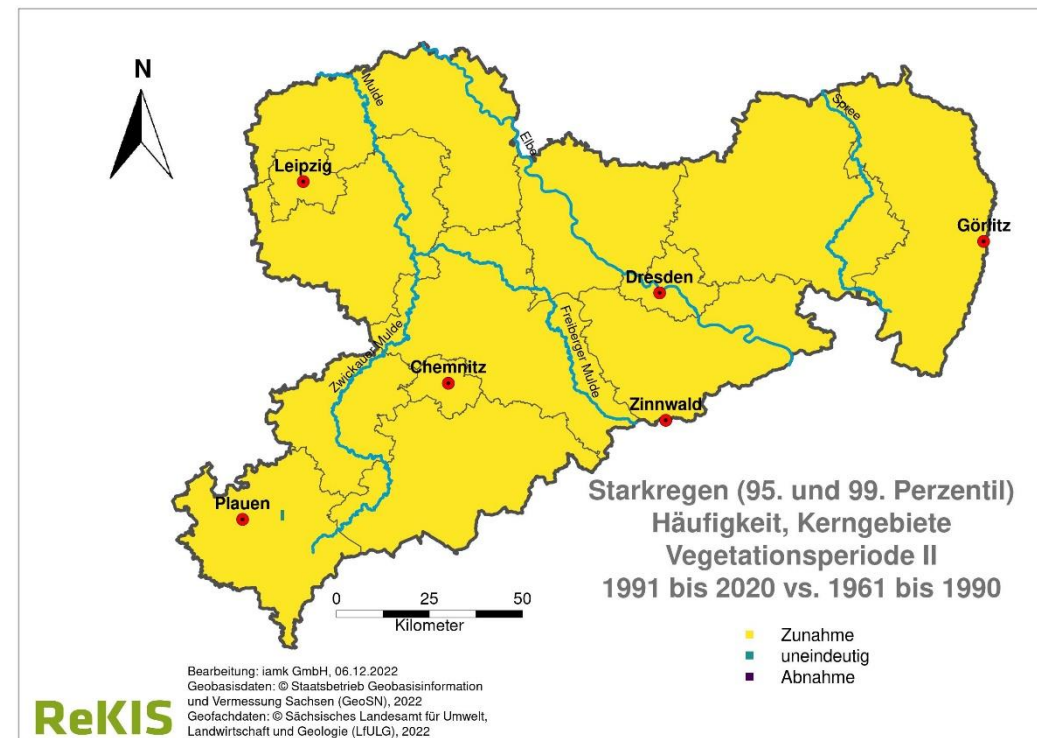 N
Mulde
Elbe
Spree
Leipzig
Görlitz
Dresden
Zwickauer Mulde
Freiberger Mulde
Chemnitz
Zinnwald
Plauen
Starkregen (95. und 99. Perzentil)
Häufigkeit, Kerngebiete
Vegetationsperiode II
1991 bis 2020 vs. 1961 bis 1990
0 25 50
Kilometer
Zunahme
uneindeutig
Abnahme
Bearbeitung: iamk GmbH, 06.12.2022
Geobasisdaten: © Staatsbetrieb Geobasisinformation
und Vermessung Sachsen (GeoSN), 2022
Geofachdaten: © Sächsisches Landesamt für Umwelt,
Landwirtschaft und Geologie (LfULG), 2022
ReKIS